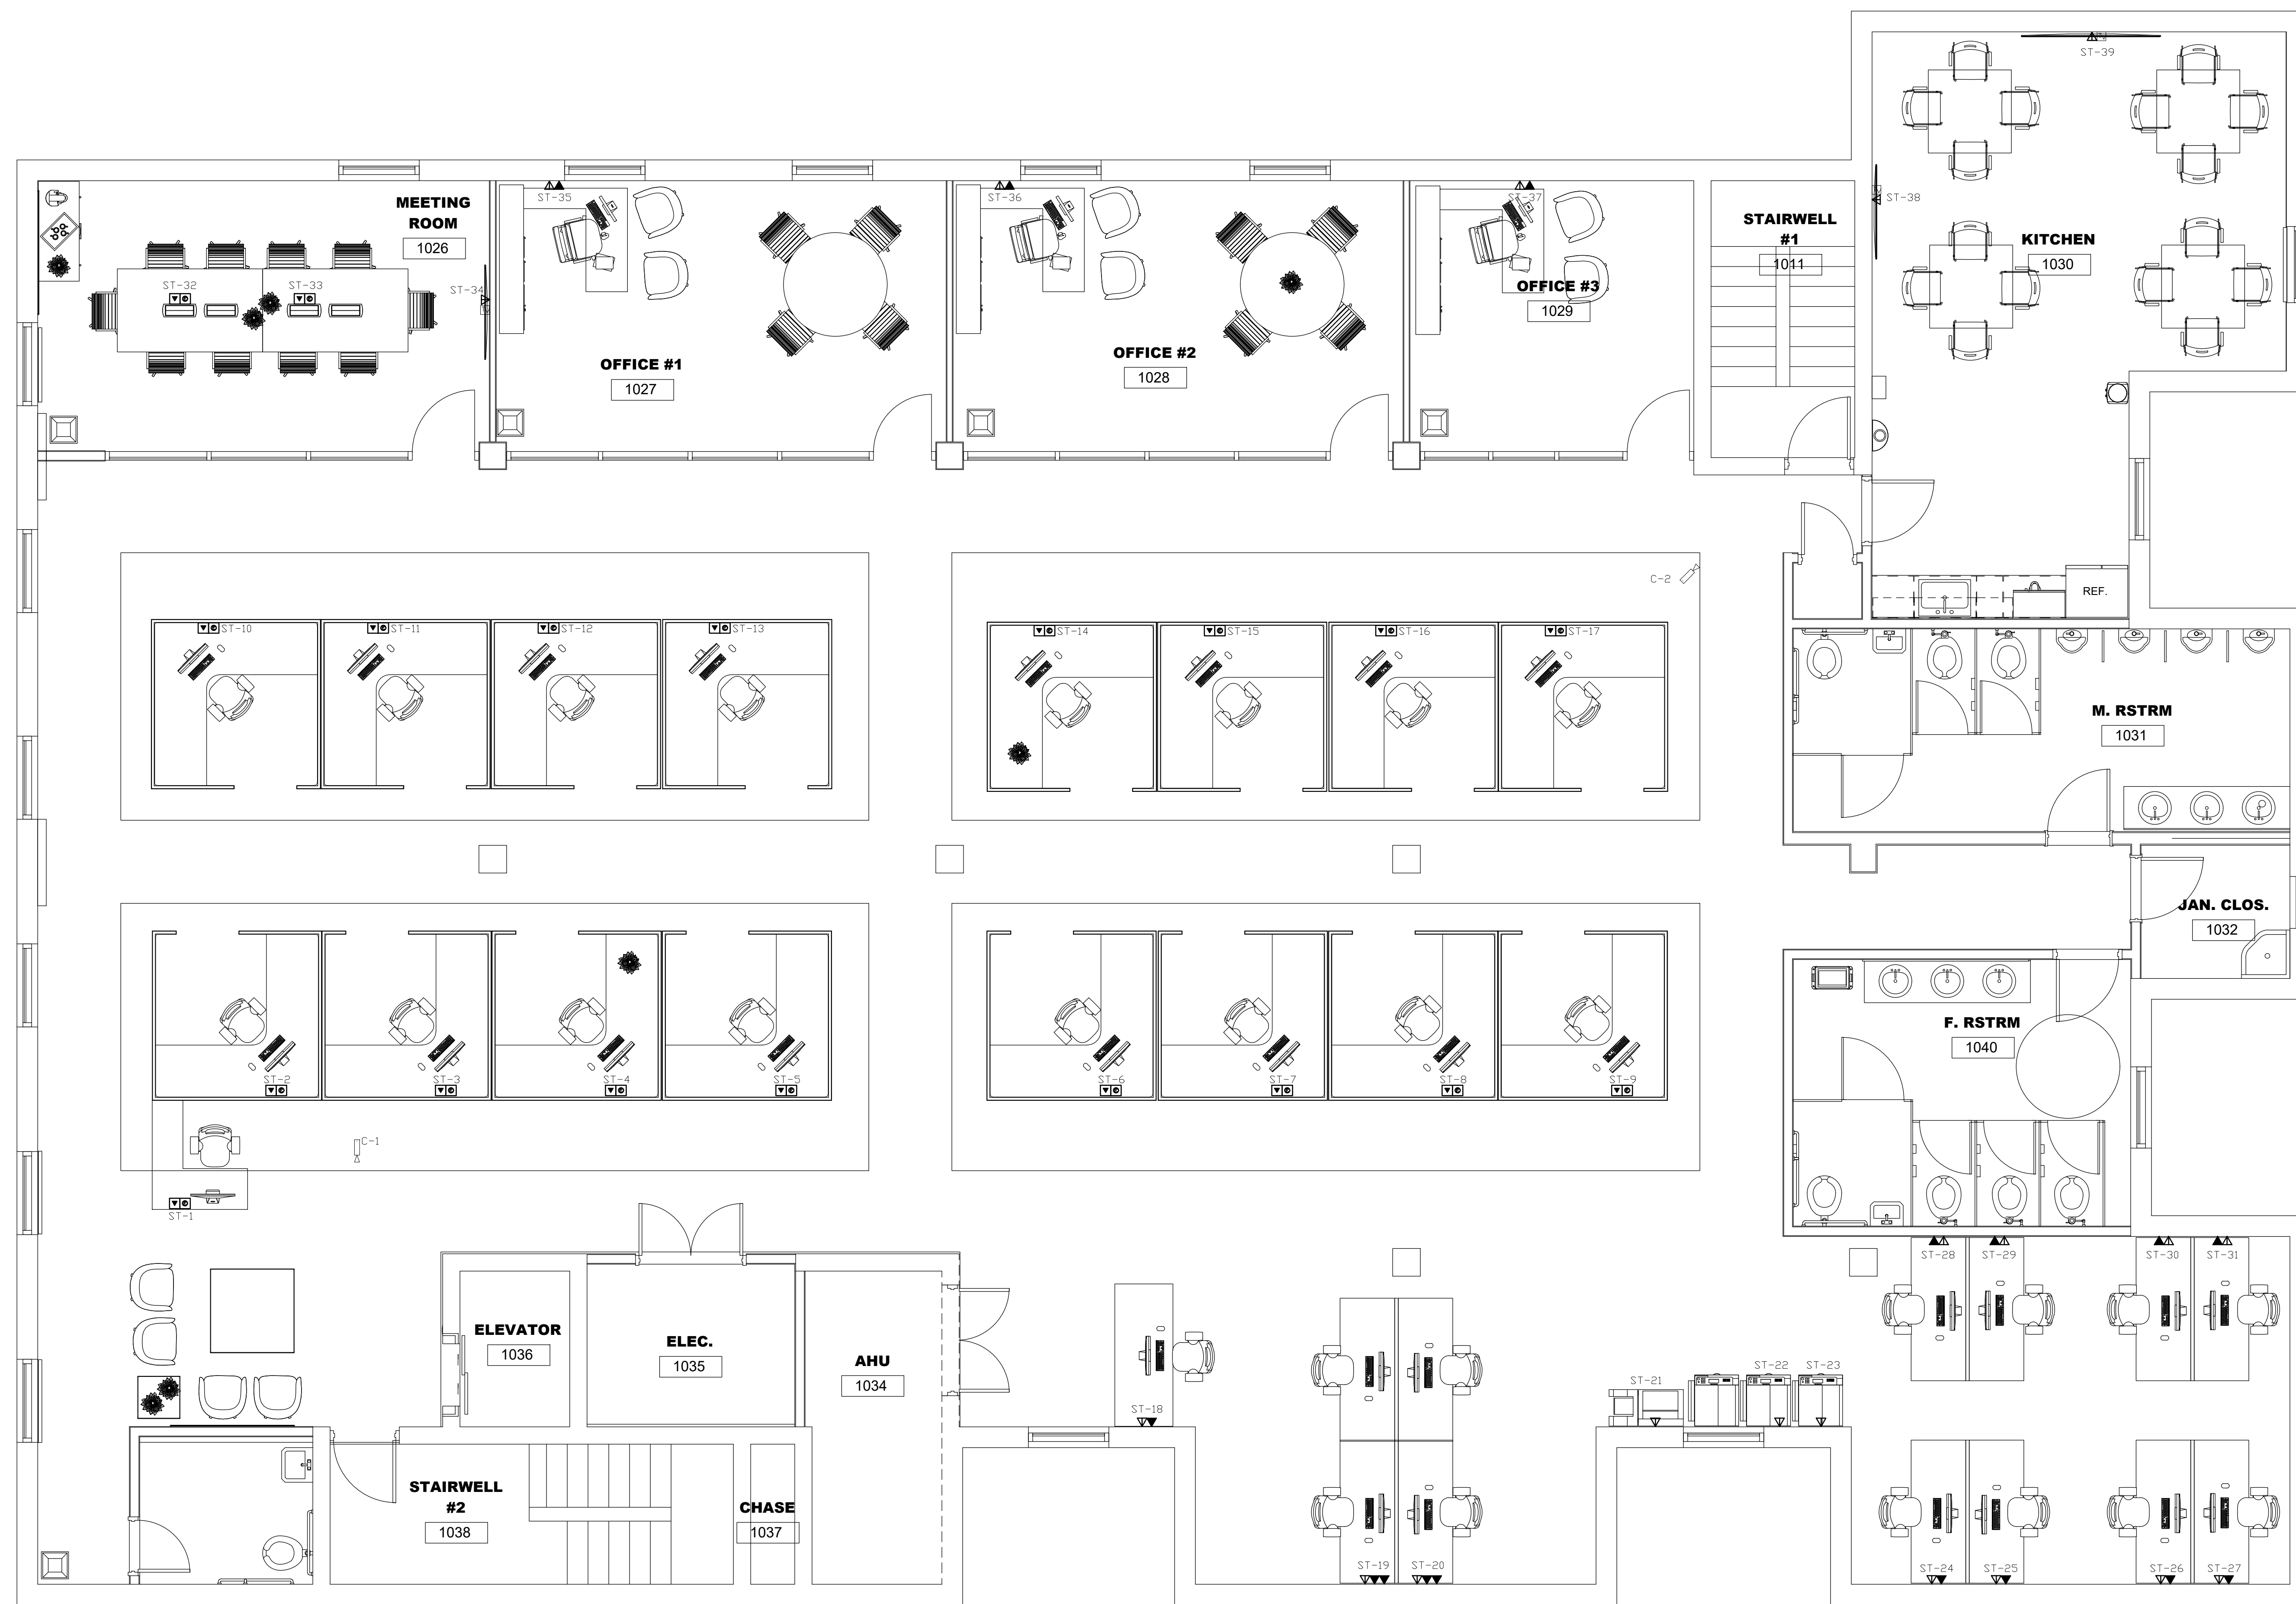 ST-39
MEETING
ROOM
1026
ST-35
ST-36
ST-37
ST-38
STAIRWELL
#1
1011
KITCHEN
1030
ST-32
ST-33
ST-34
OFFICE #3
1029
OFFICE #1
1027
OFFICE #2
1028
C-2
REF.
ST-10
ST-11
ST-12
ST-13
ST-14
ST-15
ST-16
ST-17
M. RSTRM
1031
JAN. CLOS.
1032
F. RSTRM
1040
ST-2
ST-3
ST-4
ST-5
ST-6
ST-7
ST-8
ST-9
C-1
ST-1
ST-28
ST-29
ST-30
ST-31
ELEVATOR
1036
ELEC.
1035
AHU
1034
ST-18
ST-21
ST-22
ST-23
STAIRWELL
#2
1038
CHASE
1037
ST-19
ST-20
ST-24
ST-25
ST-26
ST-27